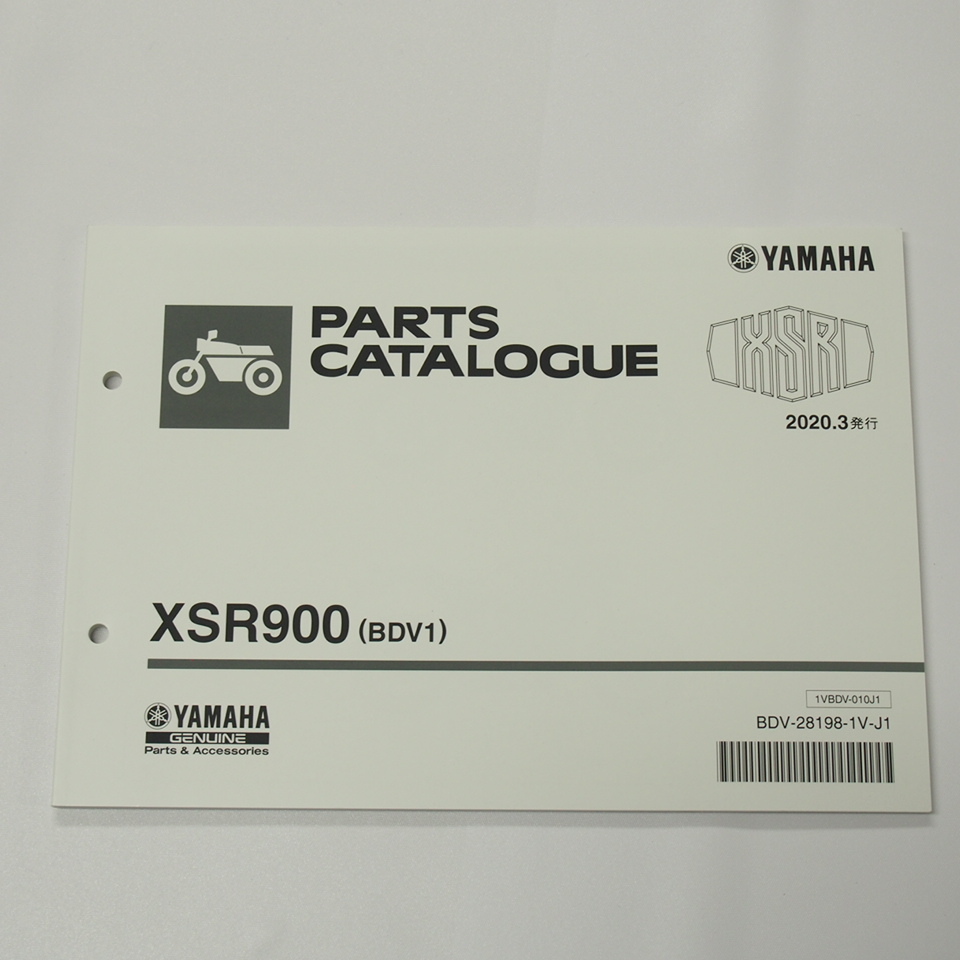 YAMAHA
PARTS
CATALOGUE
XSR
2020.3発行
XSR900 (BDV1)
YAMAHA
GENUINE
Parts & Accessories
1VBDV-010J1
BDV-28198-1V-J1